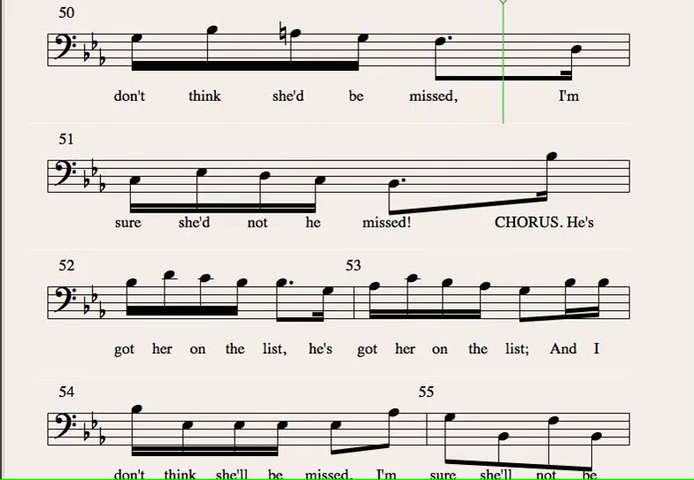 50
don't think she'd be missed, I'm
51
sure she'd not he missed! CHORUS. He's
52 53
got her on the list, he's got her on the list; And I
54 55
don't think she'll be missed, I'm sure she'll not be